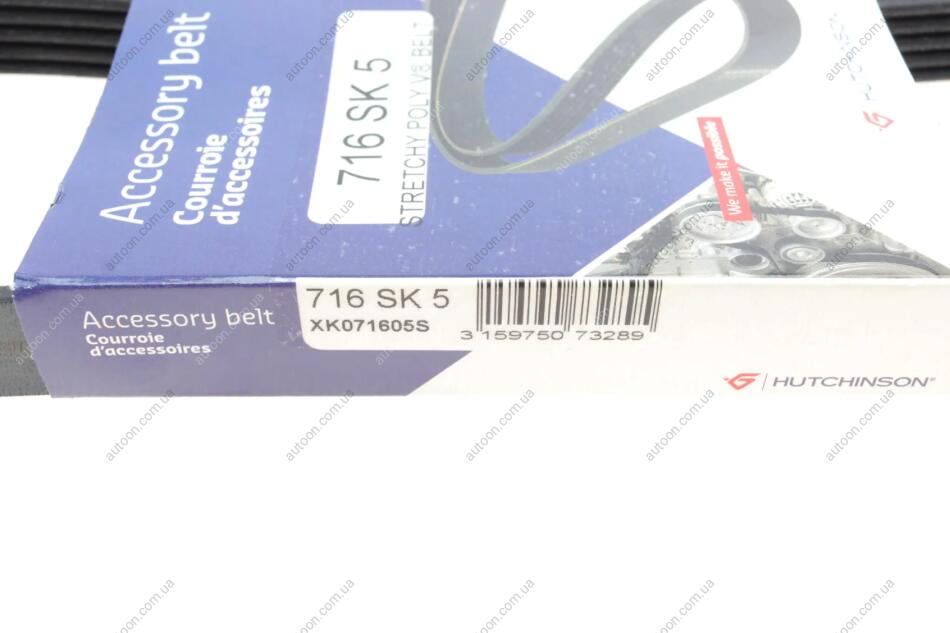 Accessory belt
Courroie
d'accessoires
716 SK 5
STRETCHY POLY V® BELT
We make it possible
HUTCHINSON
Accessory belt
Courroie
d'accessoires
716 SK 5
XK071605S
3 159750 73289
HUTCHINSON®
autoon.com.ua